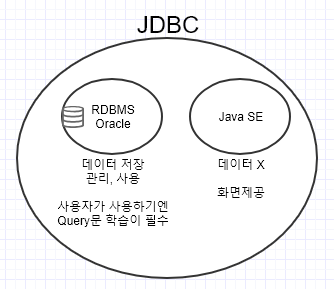 JDBC
RDBMS
Oracle
Java SE
데이터 저장
관리, 사용
데이터 X
화면제공
사용자가 사용하기엔
Query문 학습이 필수